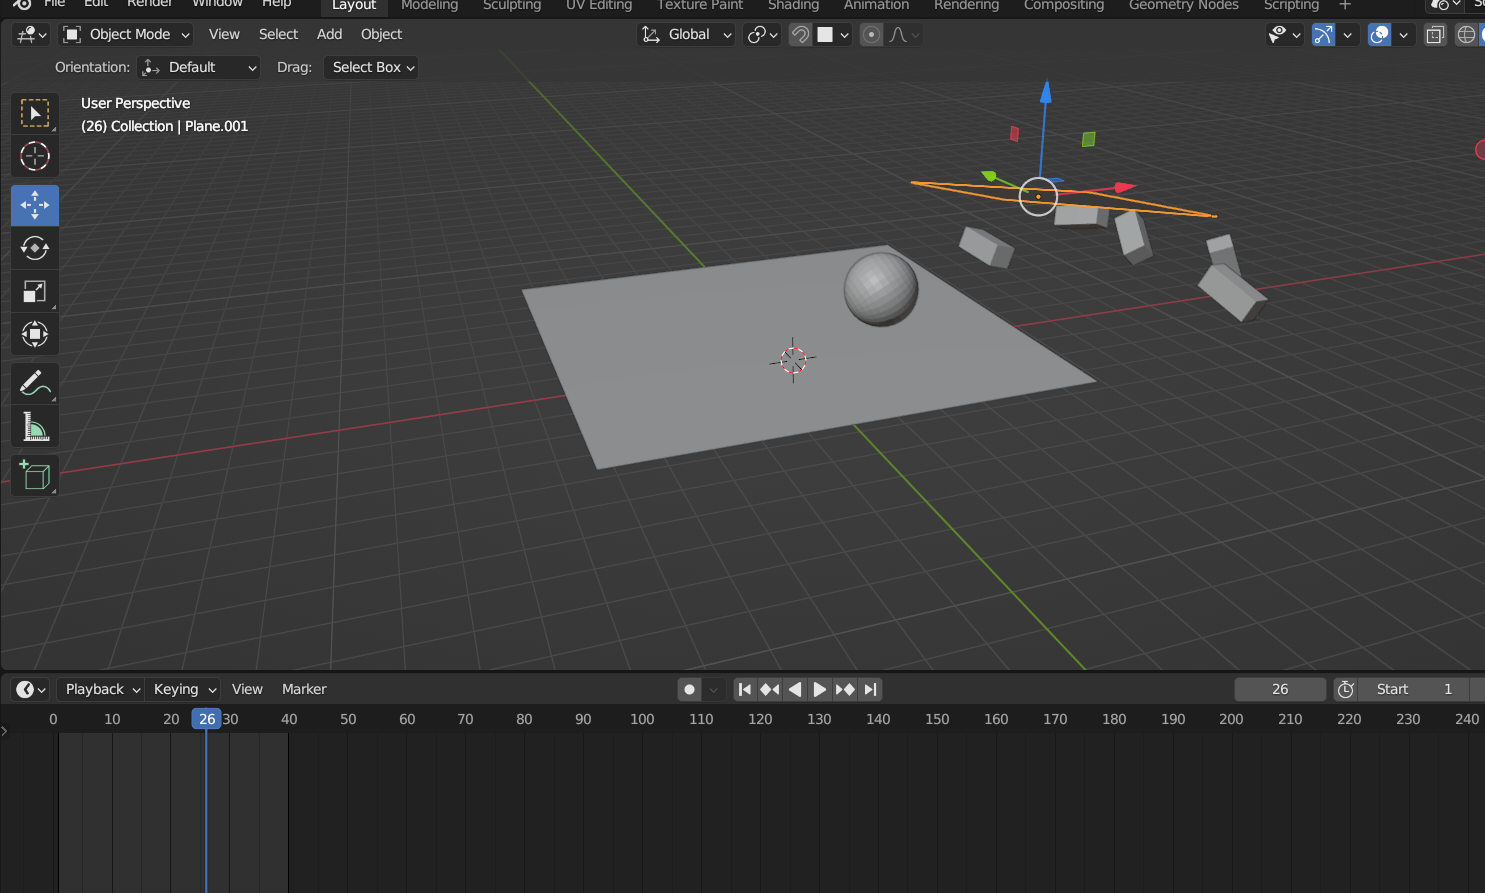 File Edit Render Window Help Layout Modeling Sculpting UV Editing Texture Paint Shading Animation Rendering Compositing Geometry Nodes Scripting +
Object Mode View Select Add Object Global
Orientation: Default Drag: Select Box
User Perspective
(26) Collection | Plane.001
Playback Keying View Marker 26 Start 1
0 10 20 26 30 40 50 60 70 80 90 100 110 120 130 140 150 160 170 180 190 200 210 220 230 240